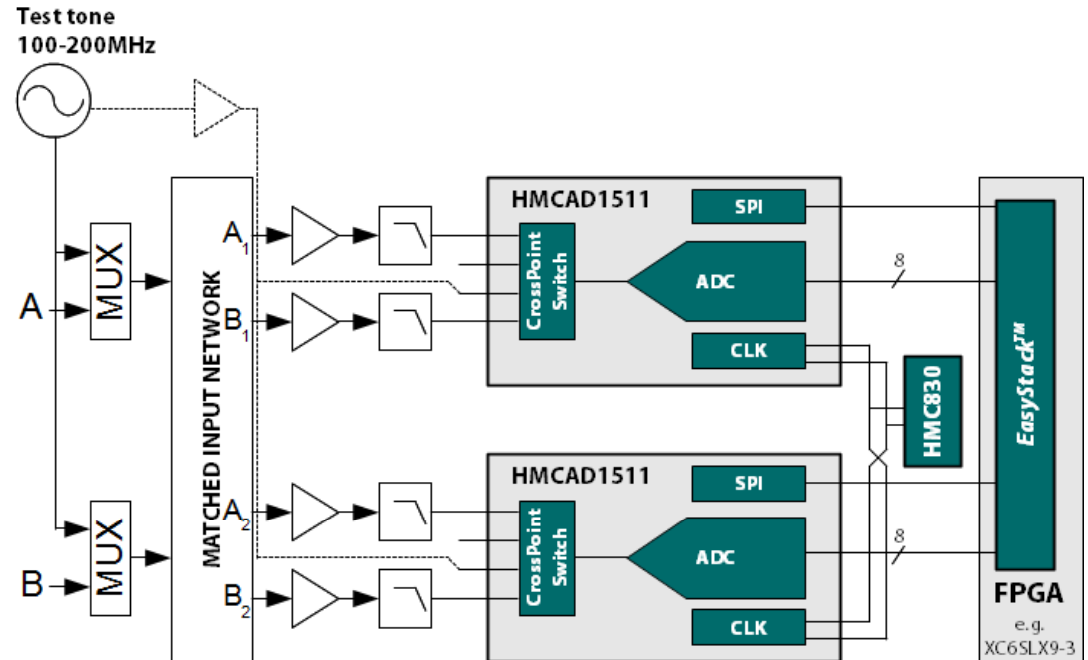 Test tone
100-200MHz
A
MUX
B
MUX
MATCHED INPUT NETWORK
A1
B1
A2
B2
HMCAD1511
SPI
CrossPoint
Switch
ADC
CLK
8
HMCAD1511
SPI
CrossPoint
Switch
ADC
CLK
8
HMC830
EasyStack™
FPGA
e.g.
XC6SLX9-3